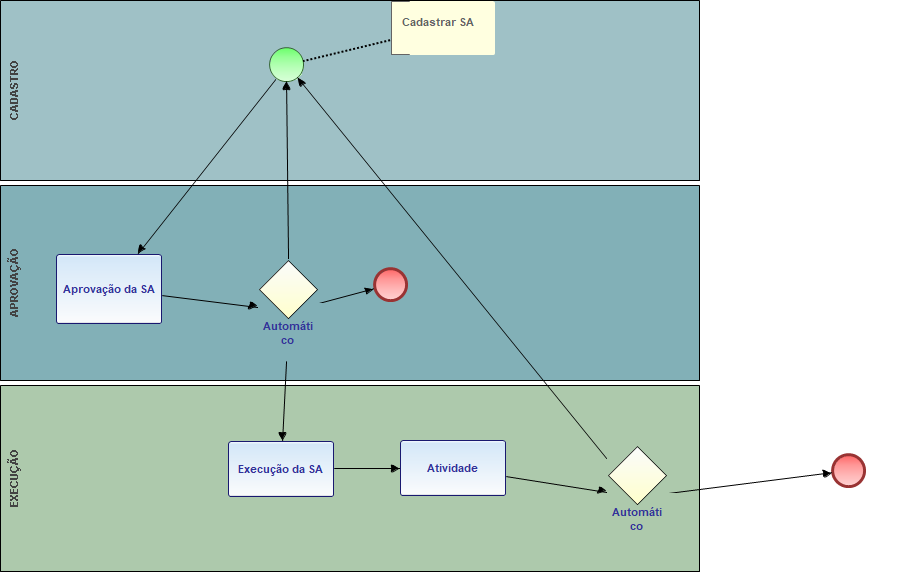 Cadastrar SA
CADASTRO
APROVAÇÃO
Aprovação da SA
Automáti
co
EXECUÇÃO
Execução da SA
Atividade
Automáti
co